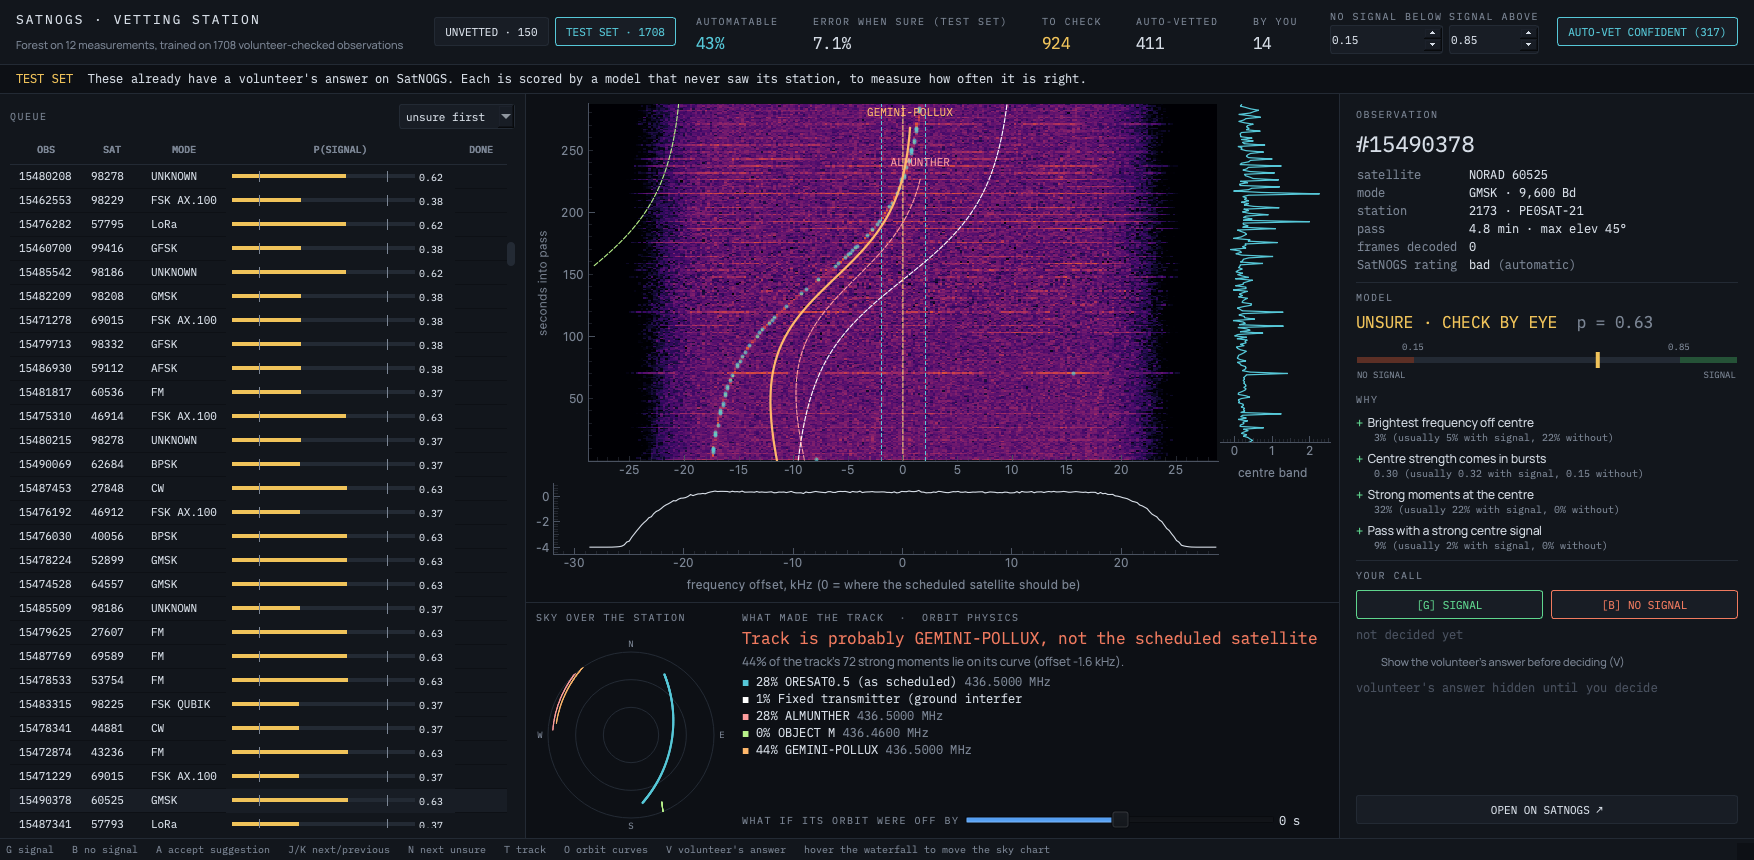 SATNOGS · VETTING STATION
Forest on 12 measurements, trained on 1708 volunteer-checked observations
UNVETTED · 150
TEST SET · 1708
AUTOMATABLE
43%
ERROR WHEN SURE (TEST SET)
7.1%
TO CHECK
924
AUTO-VETTED
411
BY YOU
14
NO SIGNAL BELOW
0.15
SIGNAL ABOVE
0.85
AUTO-VET CONFIDENT (317)
TEST SET These already have a volunteer's answer on SatNOGS. Each is scored by a model that never saw its station, to measure how often it is right.
QUEUE
unsure first
OBS SAT MODE P(SIGNAL) DONE
15480208 98278 UNKNOWN 0.62
15462553 98229 FSK AX.100 0.38
15476282 57795 LoRa 0.62
15460700 99416 GFSK 0.38
15485542 98186 UNKNOWN 0.62
15482209 98208 GMSK 0.38
15471278 69015 FSK AX.100 0.38
15479713 98332 GFSK 0.38
15486930 59112 AFSK 0.38
15481817 60536 FM 0.37
15475310 46914 FSK AX.100 0.63
15480215 98278 UNKNOWN 0.37
15490069 62684 BPSK 0.37
15487453 27848 CW 0.63
15476192 46912 FSK AX.100 0.37
15476030 40056 BPSK 0.63
15478224 52899 GMSK 0.63
15474528 64557 GMSK 0.63
15485509 98186 UNKNOWN 0.37
15479625 27607 FM 0.63
15487769 69589 FM 0.63
15478533 53754 FM 0.63
15483315 98225 FSK QUBIK 0.37
15478341 44881 CW 0.37
15472874 43236 FM 0.63
15471229 69015 FSK AX.100 0.37
15490378 60525 GMSK 0.63
15487341 57793 LoRa 0.37
GEMINI-POLLUX
ALMUNTHER
seconds into pass
250
200
150
100
50
-25 -20 -15 -10 -5 0 5 10 15 20 25
0 1 2
centre band
0
-2
-4
-30 -20 -10 0 10 20
frequency offset, kHz (0 = where the scheduled satellite should be)
SKY OVER THE STATION
N
W
E
S
WHAT MADE THE TRACK · ORBIT PHYSICS
Track is probably GEMINI-POLLUX, not the scheduled satellite
44% of the track's 72 strong moments lie on its curve (offset -1.6 kHz).
28% ORESAT0.5 (as scheduled) 436.5000 MHz
1% Fixed transmitter (ground interfer
28% ALMUNTHER 436.5000 MHz
0% OBJECT M 436.4600 MHz
44% GEMINI-POLLUX 436.5000 MHz
WHAT IF ITS ORBIT WERE OFF BY
0 s
OBSERVATION
#15490378
satellite NORAD 60525
mode GMSK · 9,600 Bd
station 2173 · PE0SAT-21
pass 4.8 min · max elev 45°
frames decoded 0
SatNOGS rating bad (automatic)
MODEL
UNSURE · CHECK BY EYE p = 0.63
0.15 0.85
NO SIGNAL SIGNAL
WHY
+ Brightest frequency off centre
3% (usually 5% with signal, 22% without)
+ Centre strength comes in bursts
0.30 (usually 0.32 with signal, 0.15 without)
+ Strong moments at the centre
32% (usually 22% with signal, 0% without)
+ Pass with a strong centre signal
9% (usually 2% with signal, 0% without)
YOUR CALL
[G] SIGNAL
[B] NO SIGNAL
not decided yet
Show the volunteer's answer before deciding (V)
volunteer's answer hidden until you decide
OPEN ON SATNOGS ↗
G signal B no signal A accept suggestion J/K next/previous N next unsure T track O orbit curves V volunteer's answer hover the waterfall to move the sky chart